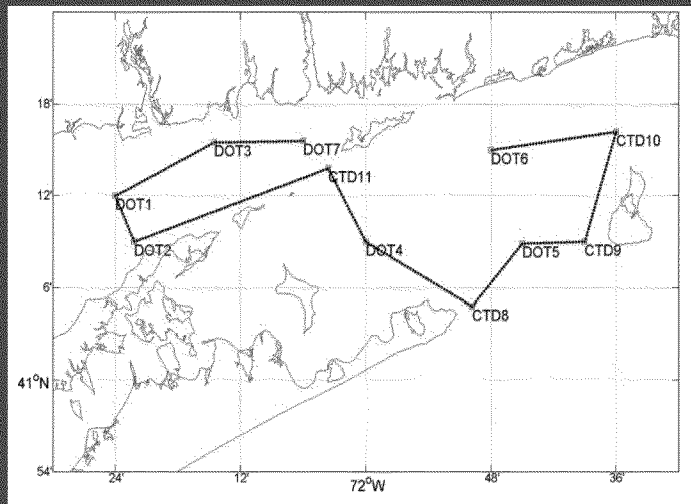 18'
CTD10
DOT3
DOT7
DOT6
CTD11
12'
DOT1
DOT2
DOT4
DOT5
CTD9
6'
CTD8
41°N
54'
24'
12'
72°W
48'
36'